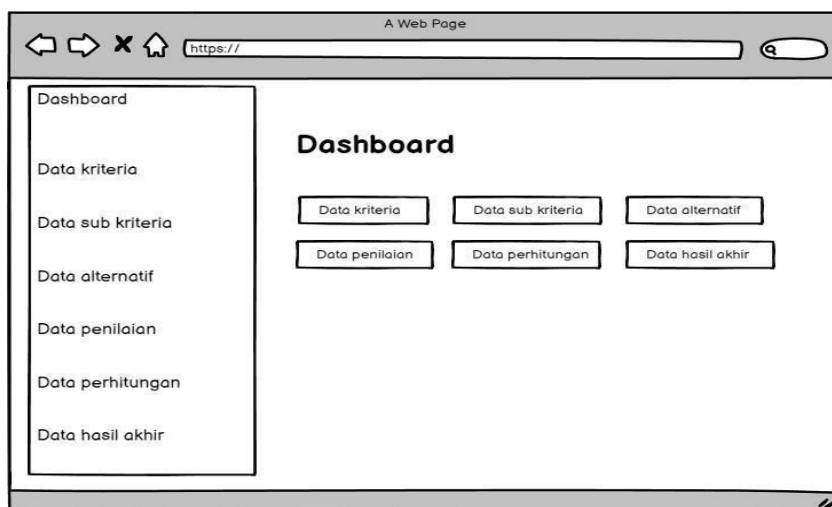 A Web Page
https://
Dashboard
Data kriteria
Data sub kriteria
Data alternatif
Data penilaian
Data perhitungan
Data hasil akhir
Dashboard
Data kriteria
Data sub kriteria
Data alternatif
Data penilaian
Data perhitungan
Data hasil akhir